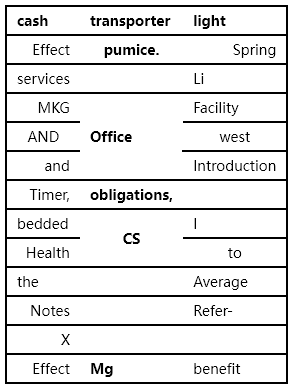 cash transporter light
Effect pumice. Spring
services Li
MKG Facility
AND Office west
and Introduction
Timer, obligations,
bedded I
CS
Health to
the Average
Notes Refer-
X
Effect Mg benefit